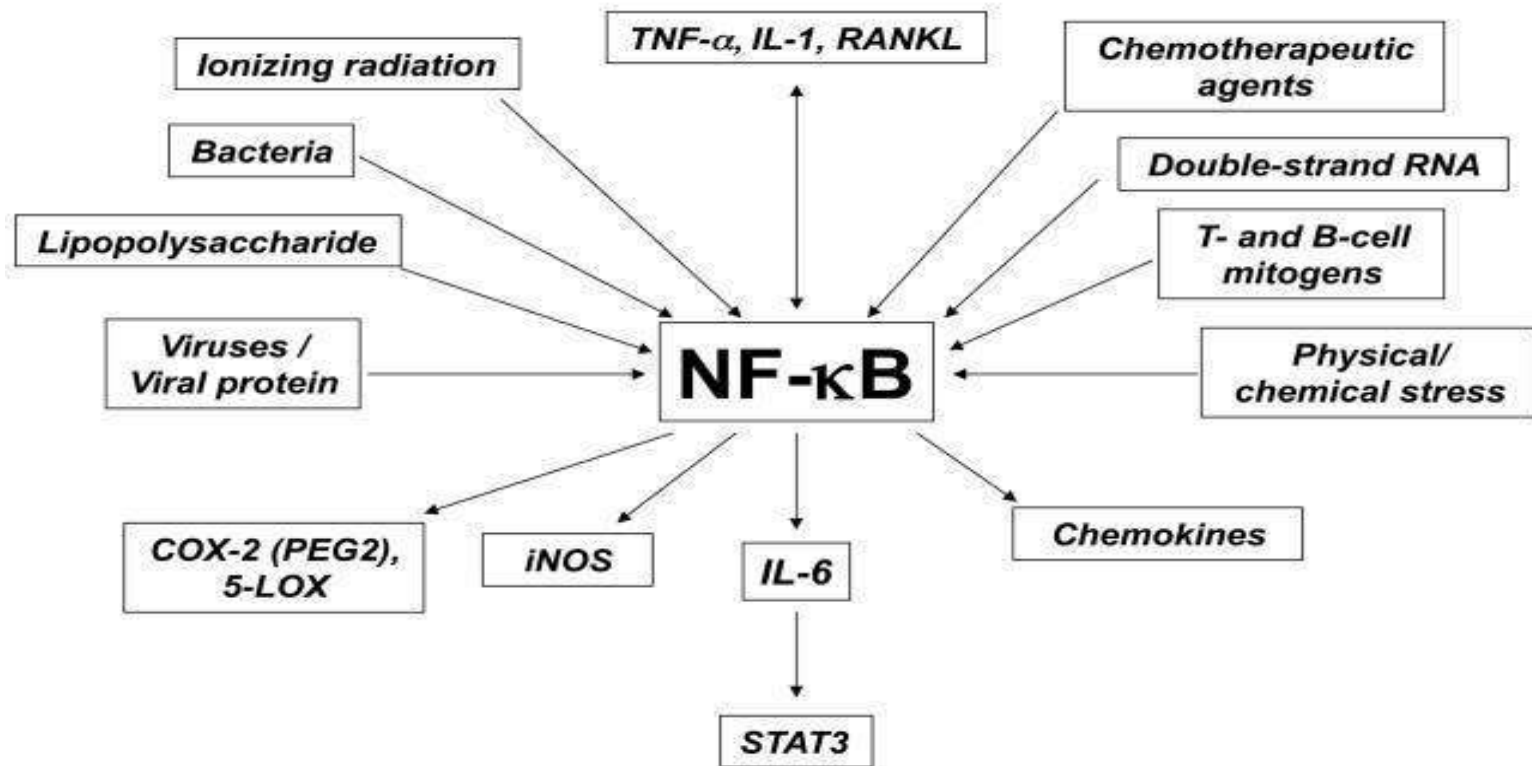 TNF-α, IL-1, RANKL
Ionizing radiation
Chemotherapeutic
agents
Bacteria
Double-strand RNA
Lipopolysaccharide
T- and B-cell
mitogens
Viruses /
Viral protein
NF-κB
Physical/
chemical stress
COX-2 (PEG2),
5-LOX
iNOS
IL-6
Chemokines
STAT3